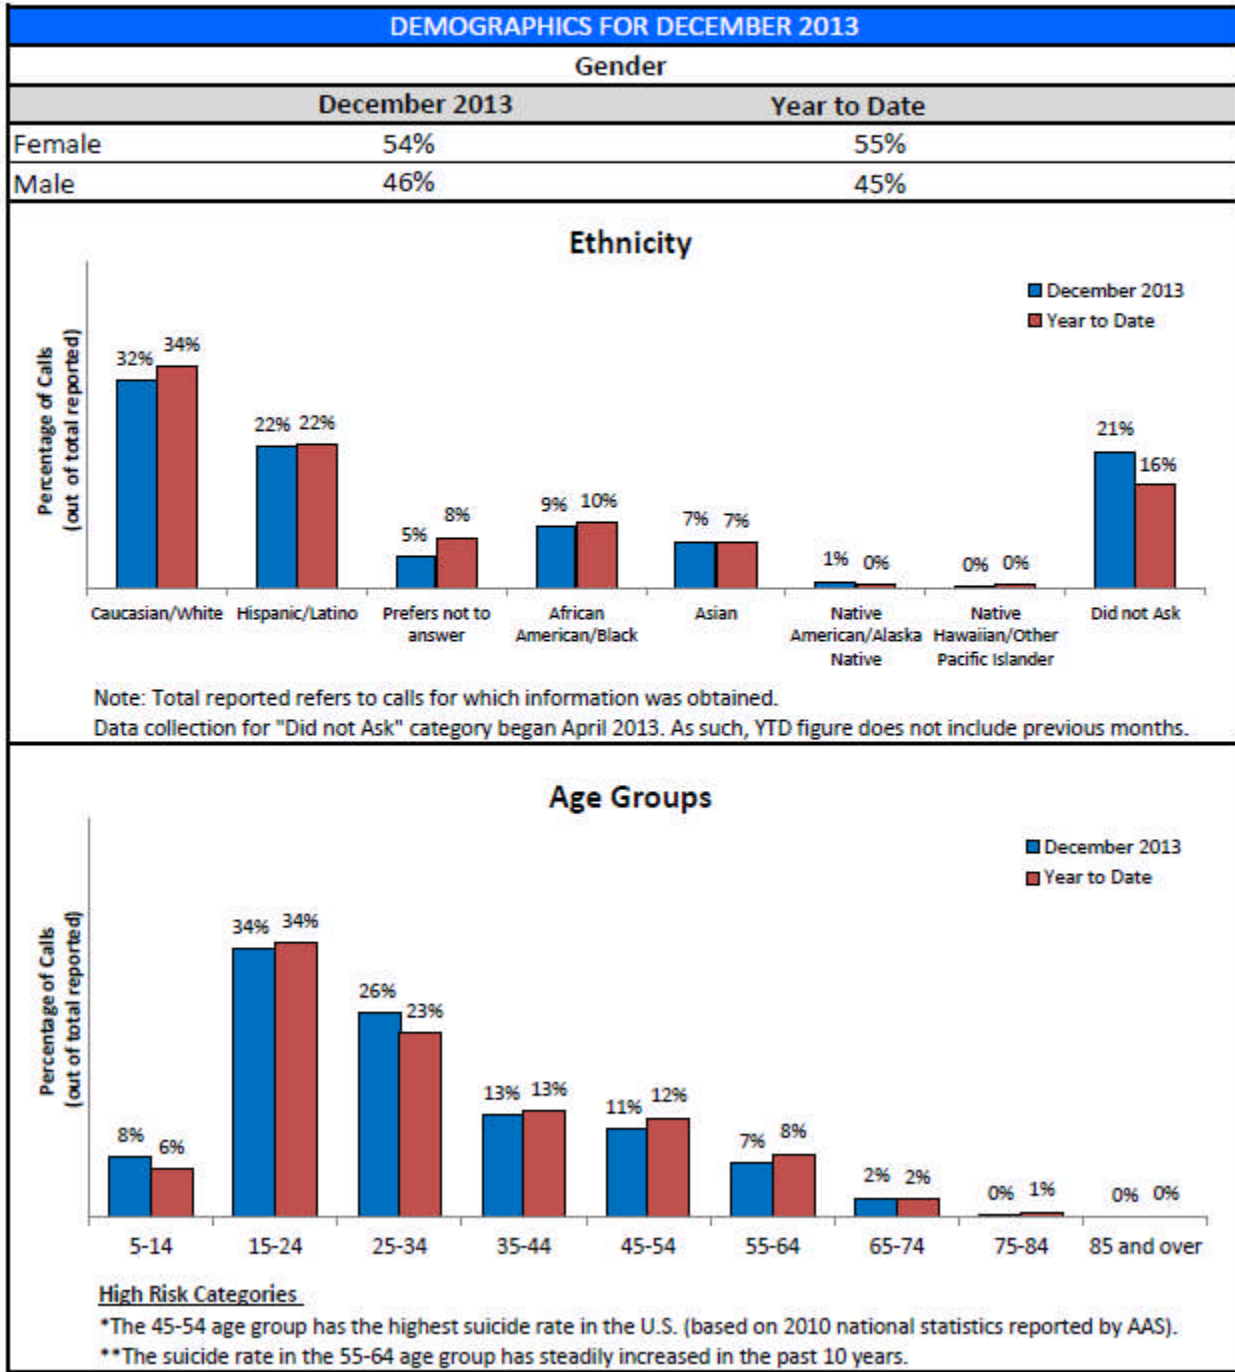 DEMOGRAPHICS FOR DECEMBER 2013
Gender
December 2013 Year to Date
Female 54% 55%
Male 46% 45%
Ethnicity
December 2013
Year to Date
Percentage of Calls
(out of total reported)
32% 34% 22% 22% 5% 8% 9% 10% 7% 7% 1% 0% 0% 0% 21% 16%
Caucasian/White Hispanic/Latino Prefers not to answer African American/Black Asian Native American/Alaska Native Native Hawaiian/Other Pacific Islander Did not Ask
Note: Total reported refers to calls for which information was obtained.
Data collection for "Did not Ask" category began April 2013. As such, YTD figure does not include previous months.
Age Groups
December 2013
Year to Date
Percentage of Calls
(out of total reported)
8% 6% 34% 34% 26% 23% 13% 13% 11% 12% 7% 8% 2% 2% 0% 1% 0% 0%
5-14 15-24 25-34 35-44 45-54 55-64 65-74 75-84 85 and over
High Risk Categories
*The 45-54 age group has the highest suicide rate in the U.S. (based on 2010 national statistics reported by AAS).
**The suicide rate in the 55-64 age group has steadily increased in the past 10 years.